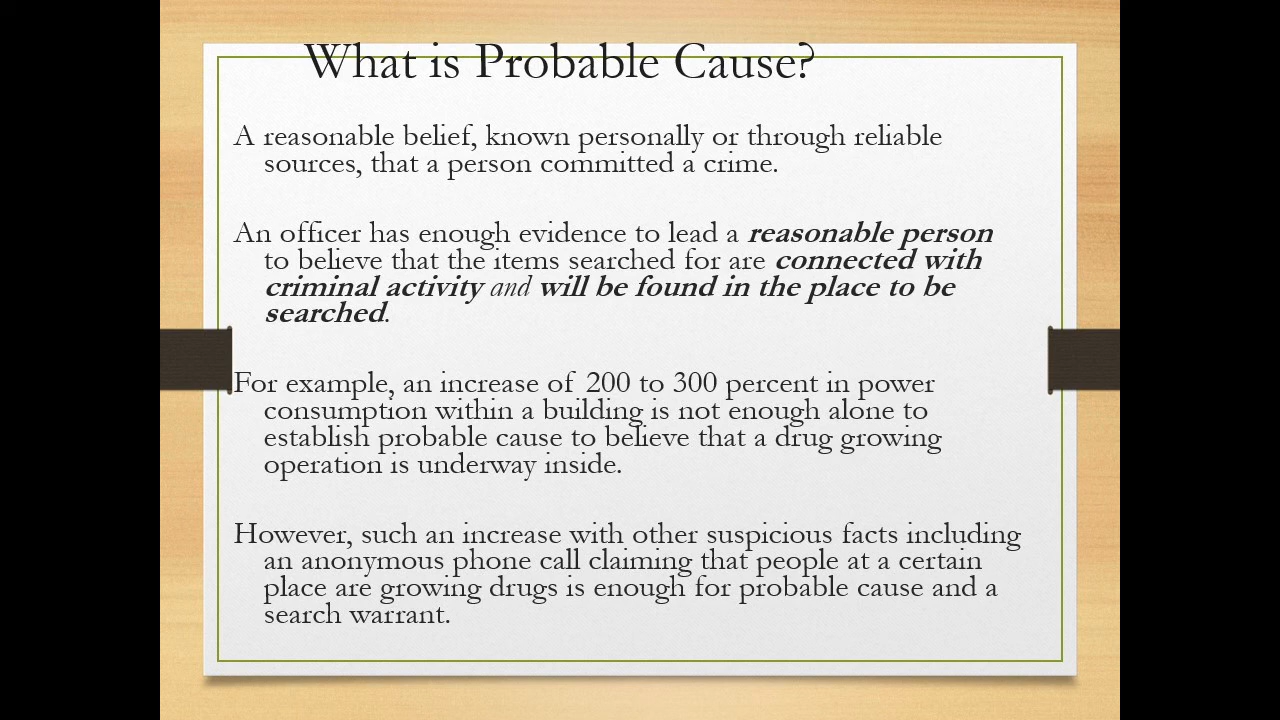 What is Probable Cause?
A reasonable belief, known personally or through reliable
sources, that a person committed a crime.
An officer has enough evidence to lead a reasonable person
to believe that the items searched for are connected with
criminal activity and will be found in the place to be
searched.
For example, an increase of 200 to 300 percent in power
consumption within a building is not enough alone to
establish probable cause to believe that a drug growing
operation is underway inside.
However, such an increase with other suspicious facts including
an anonymous phone call claiming that people at a certain
place are growing drugs is enough for probable cause and a
search warrant.